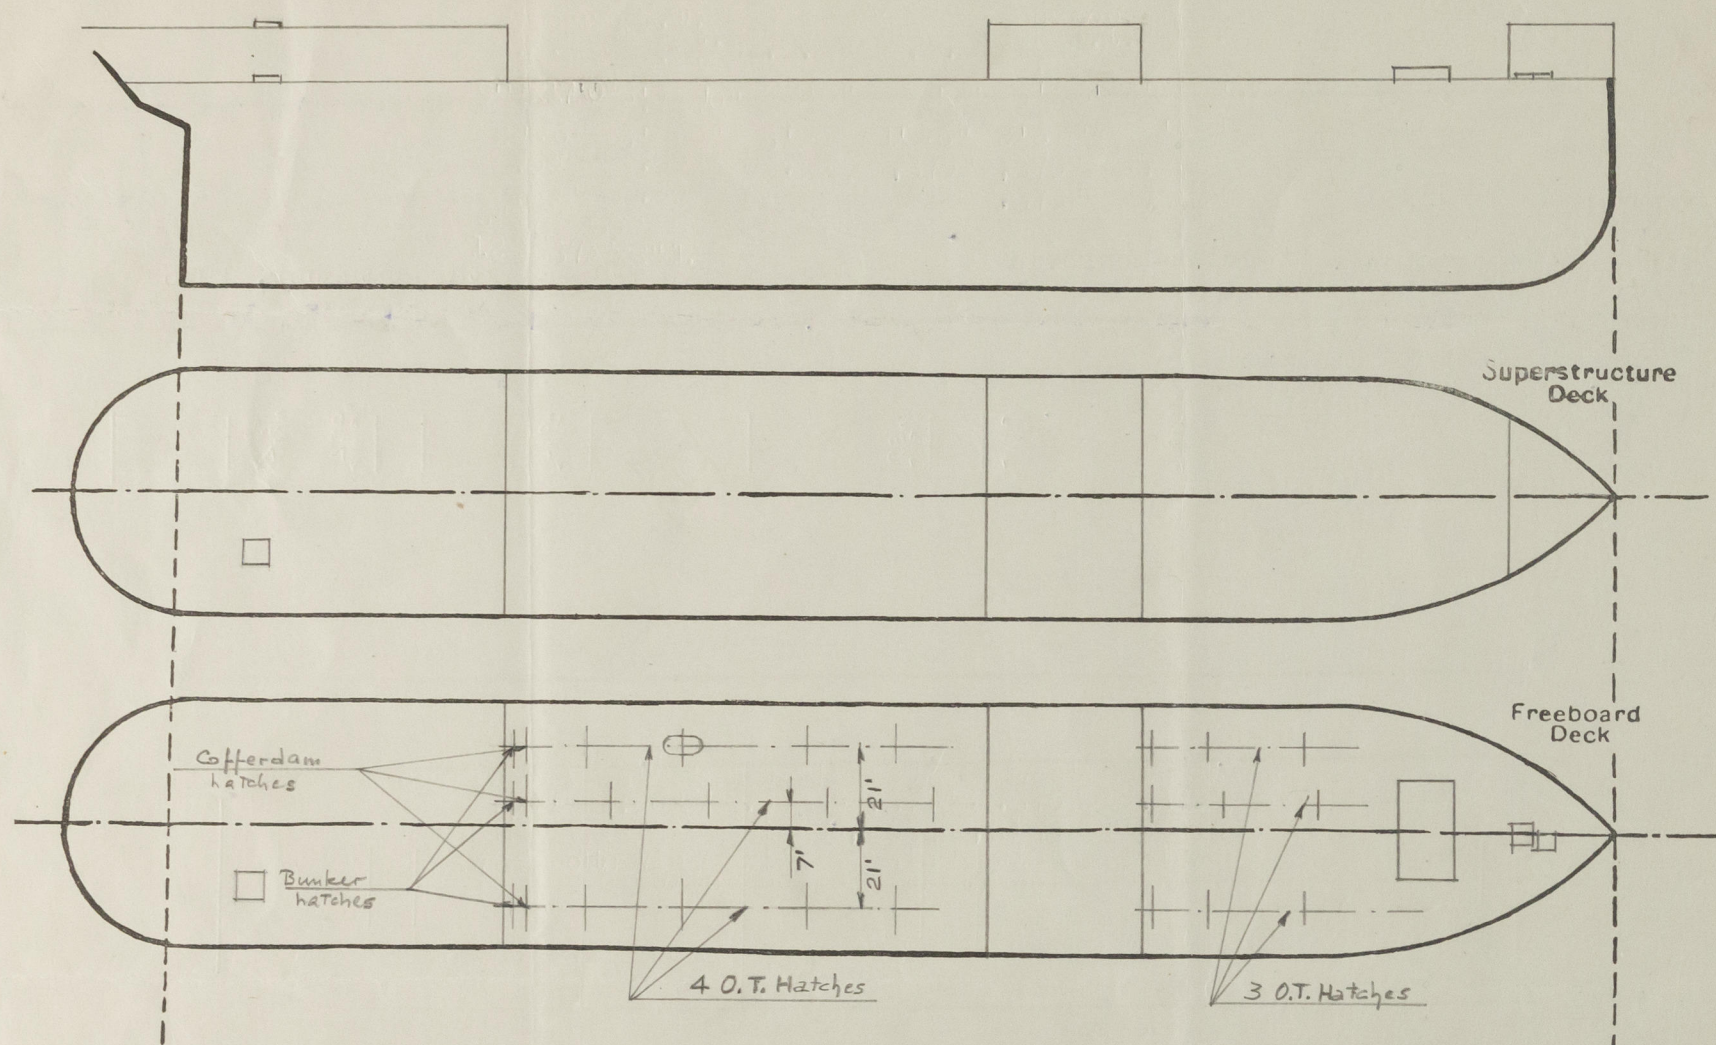 Superstructure
Deck
Freeboard
Deck
Cofferdam
hatches
21'
7'
21'
Bunker
hatches
4 O.T. Hatches
3 O.T. Hatches